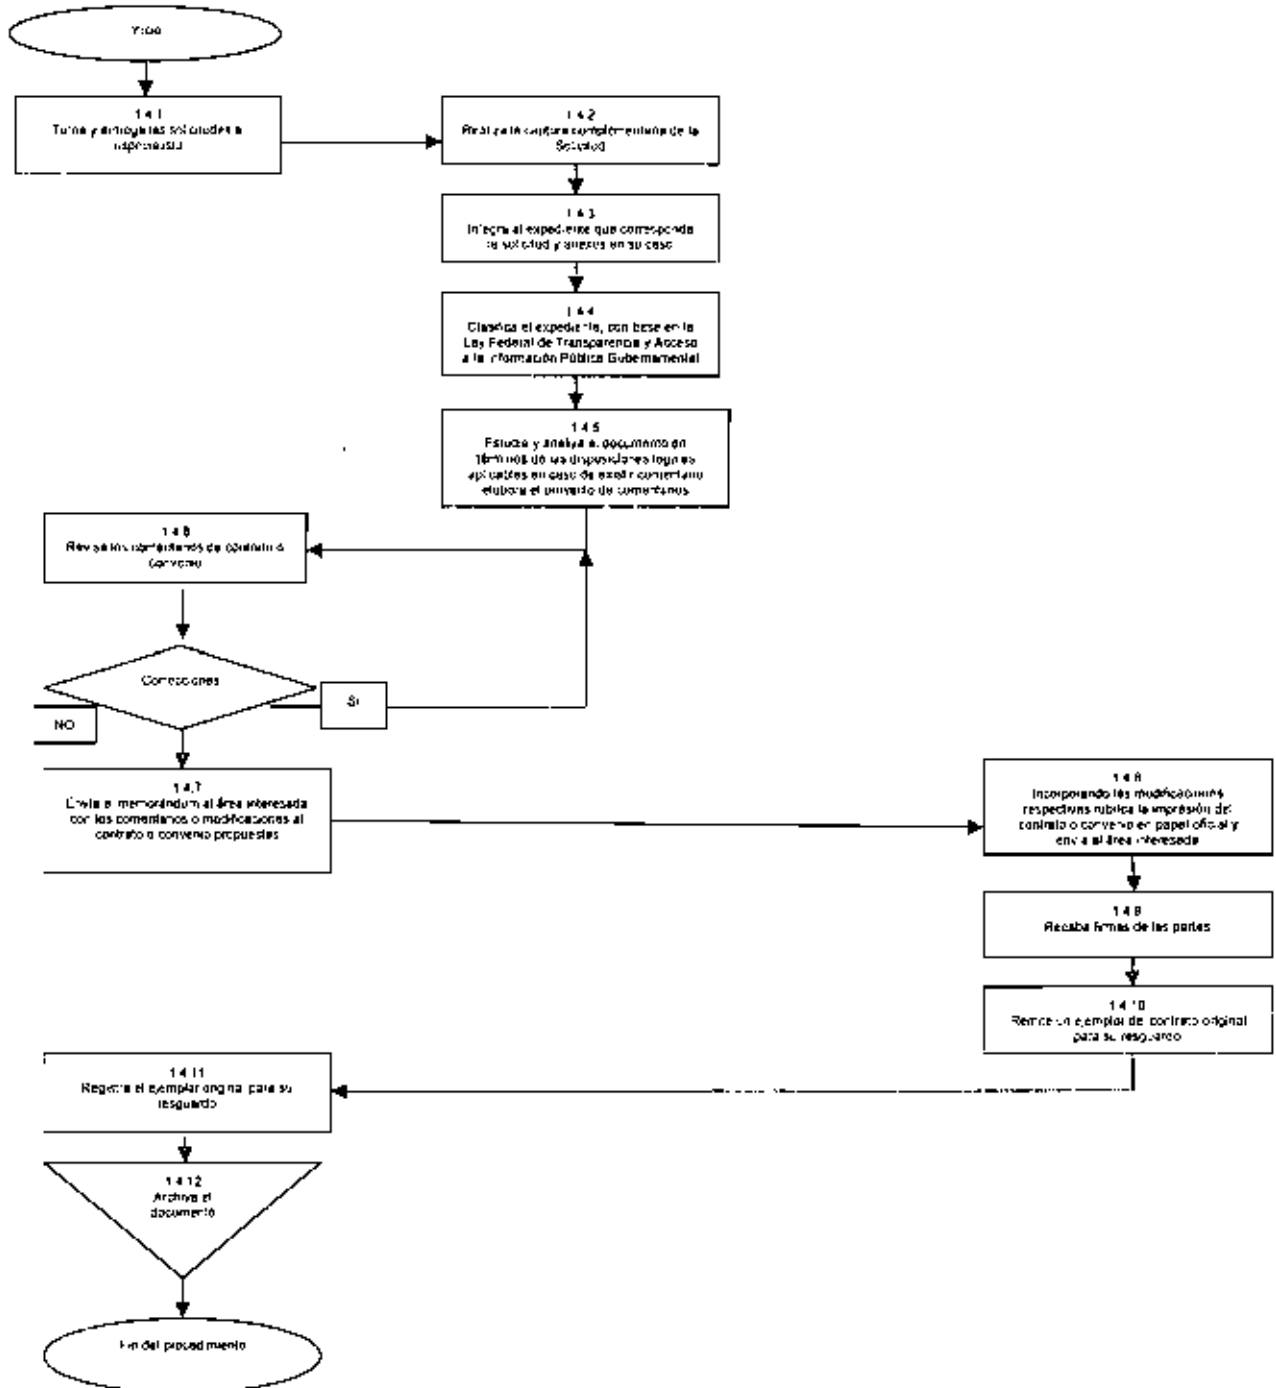 Inicio
1.4.1
Turna y entrega las solicitudes a
1.4.2
Realiza la captura complementaria de la
Solicitud
1.4.3
Integra al expediente que corresponda
la solicitud y anexos en su caso
1.4.4
Clasifica el expediente, con base en la
Ley Federal de Transparencia y Acceso
a la Información Pública Gubernamental
1.4.5
Estudia y analiza el documento en
términos de las disposiciones legales
aplicables en caso de existir comentario
elabora el proyecto de comentarios
1.4.6
Revisa los comentarios de contrato o
convenio
Correcciones
SI
NO
1.4.7
Envía el memorándum al área interesada
con los comentarios o modificaciones al
contrato o convenio propuestas
1.4.8
Incorporando las modificaciones
respectivas rubrica la impresión del
contrato o convenio en papel oficial y
envía al área interesada
1.4.9
Recaba firmas de las partes
1.4.10
Remite un ejemplar del contrato original
para su resguardo
1.4.11
Registra el ejemplar original para su
resguardo
1.4.12
Archiva el
documento
Fin del procedimiento